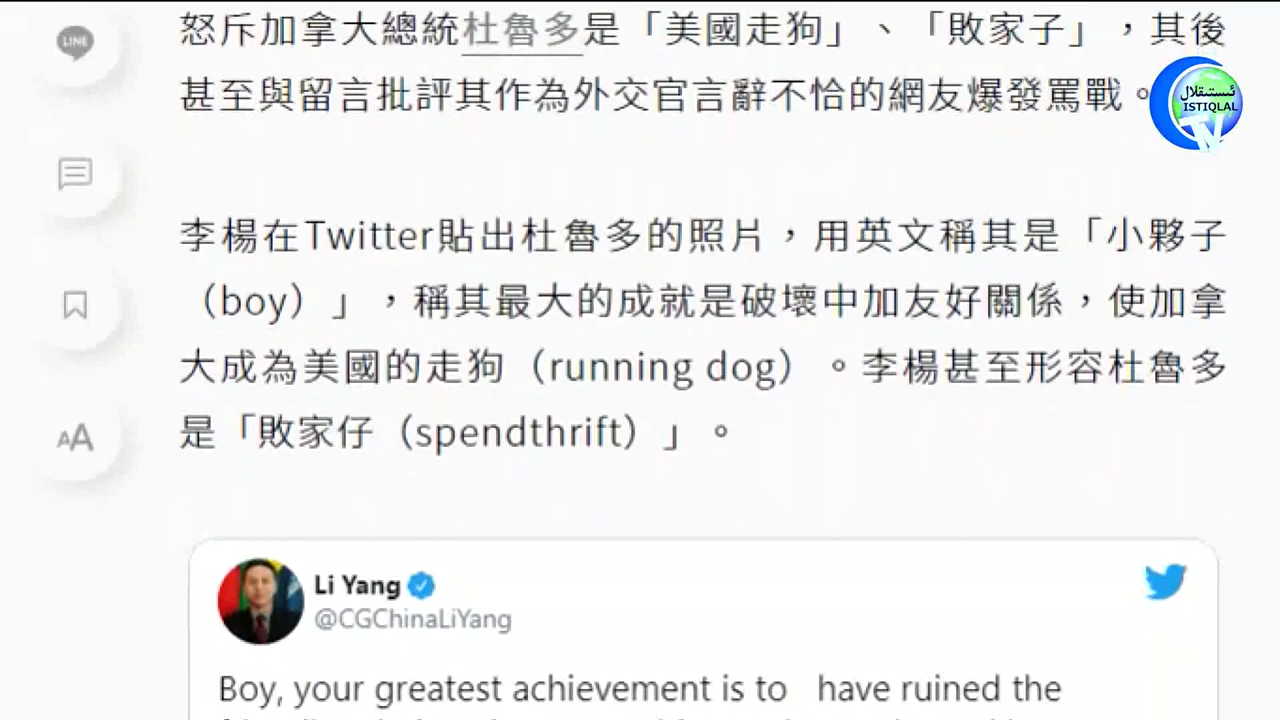 LINE
怒斥加拿大總統杜魯多是「美國走狗」、「敗家子」，其後
甚至與留言批評其作為外交官言辭不恰的網友爆發罵戰。
ئىستىقلال
ISTIQLAL
TV
李楊在Twitter貼出杜魯多的照片，用英文稱其是「小夥子
（boy）」，稱其最大的成就是破壞中加友好關係，使加拿
大成為美國的走狗（running dog）。李楊甚至形容杜魯多
是「敗家仔（spendthrift）」。
AA
Li Yang
@CGChinaLiYang
Boy, your greatest achievement is to have ruined the